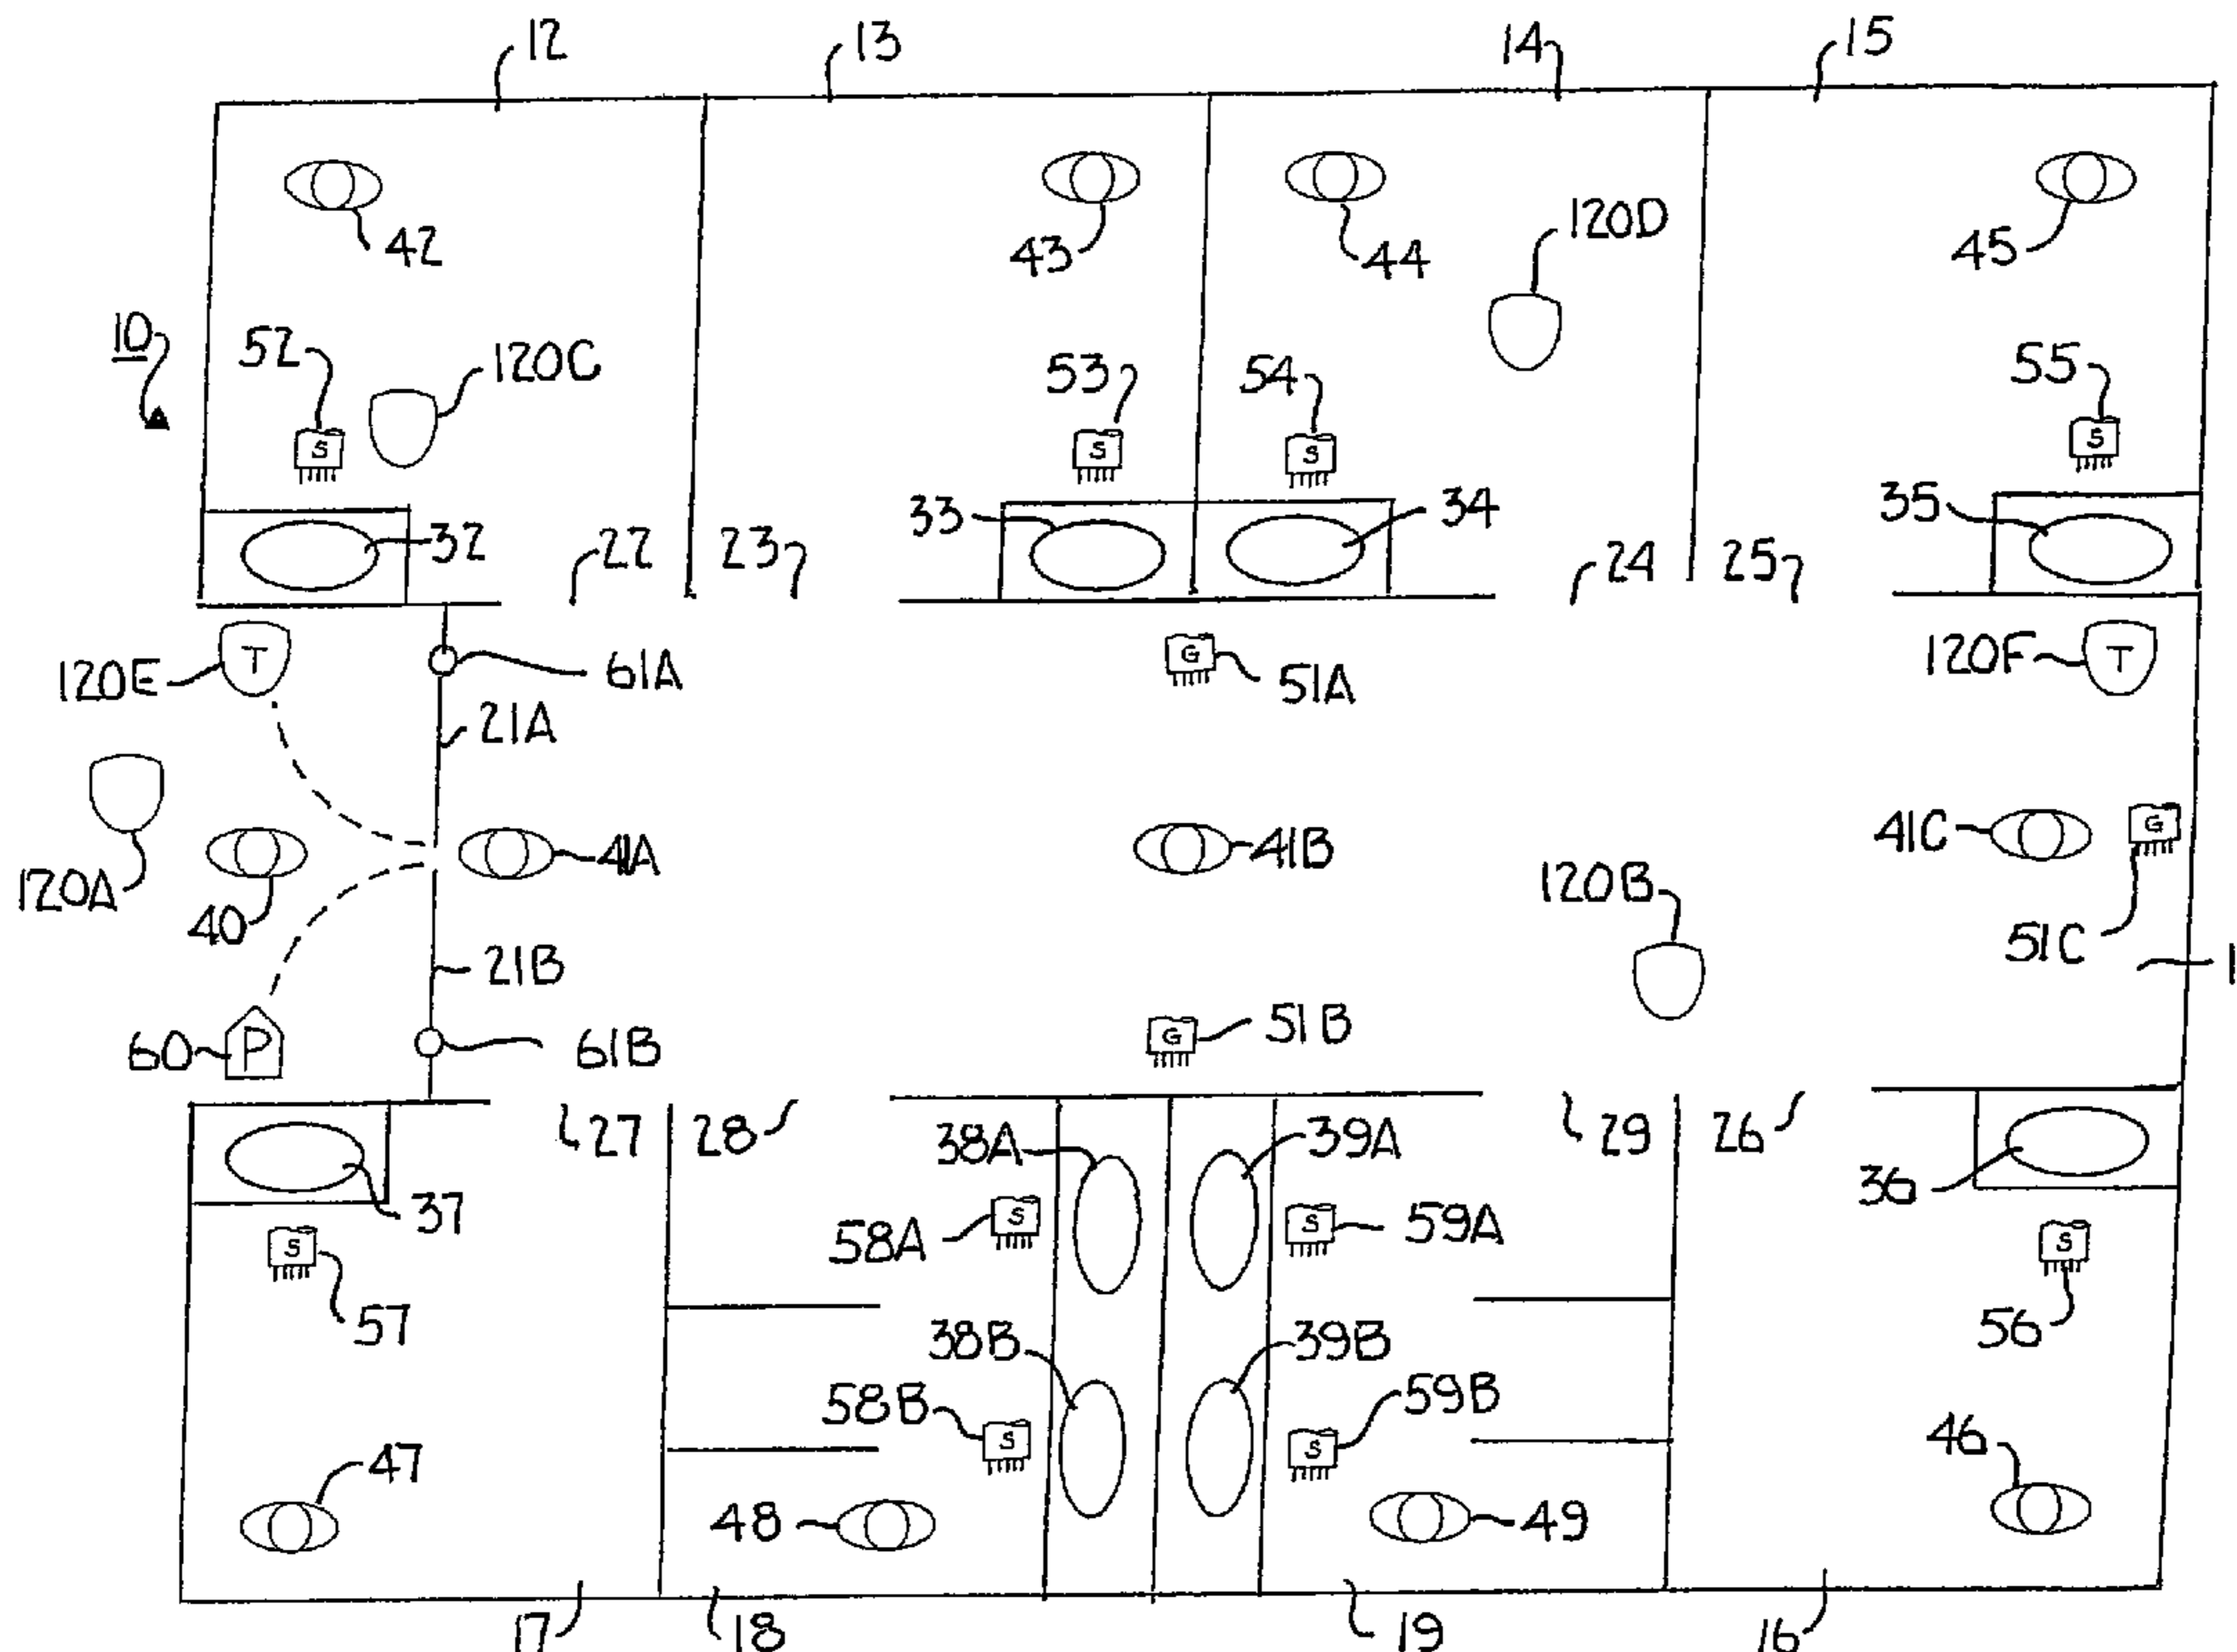 12 13 14 15
42 43 44 120D 45
10 52 120C 53 54 55
S S S S
32 22 23 33 34 24 25 35
120E T 61A G 51A 120F T
21A
120A 40 41A 41B 120B 41C G 51C
21B 1
60 P 61B G 51B
27 28 38A 39A 29 26 36
37 S 58A S S 59A S
57 56
38B 39B
58B S S 59B
47 48 49 46
17 18 19 16